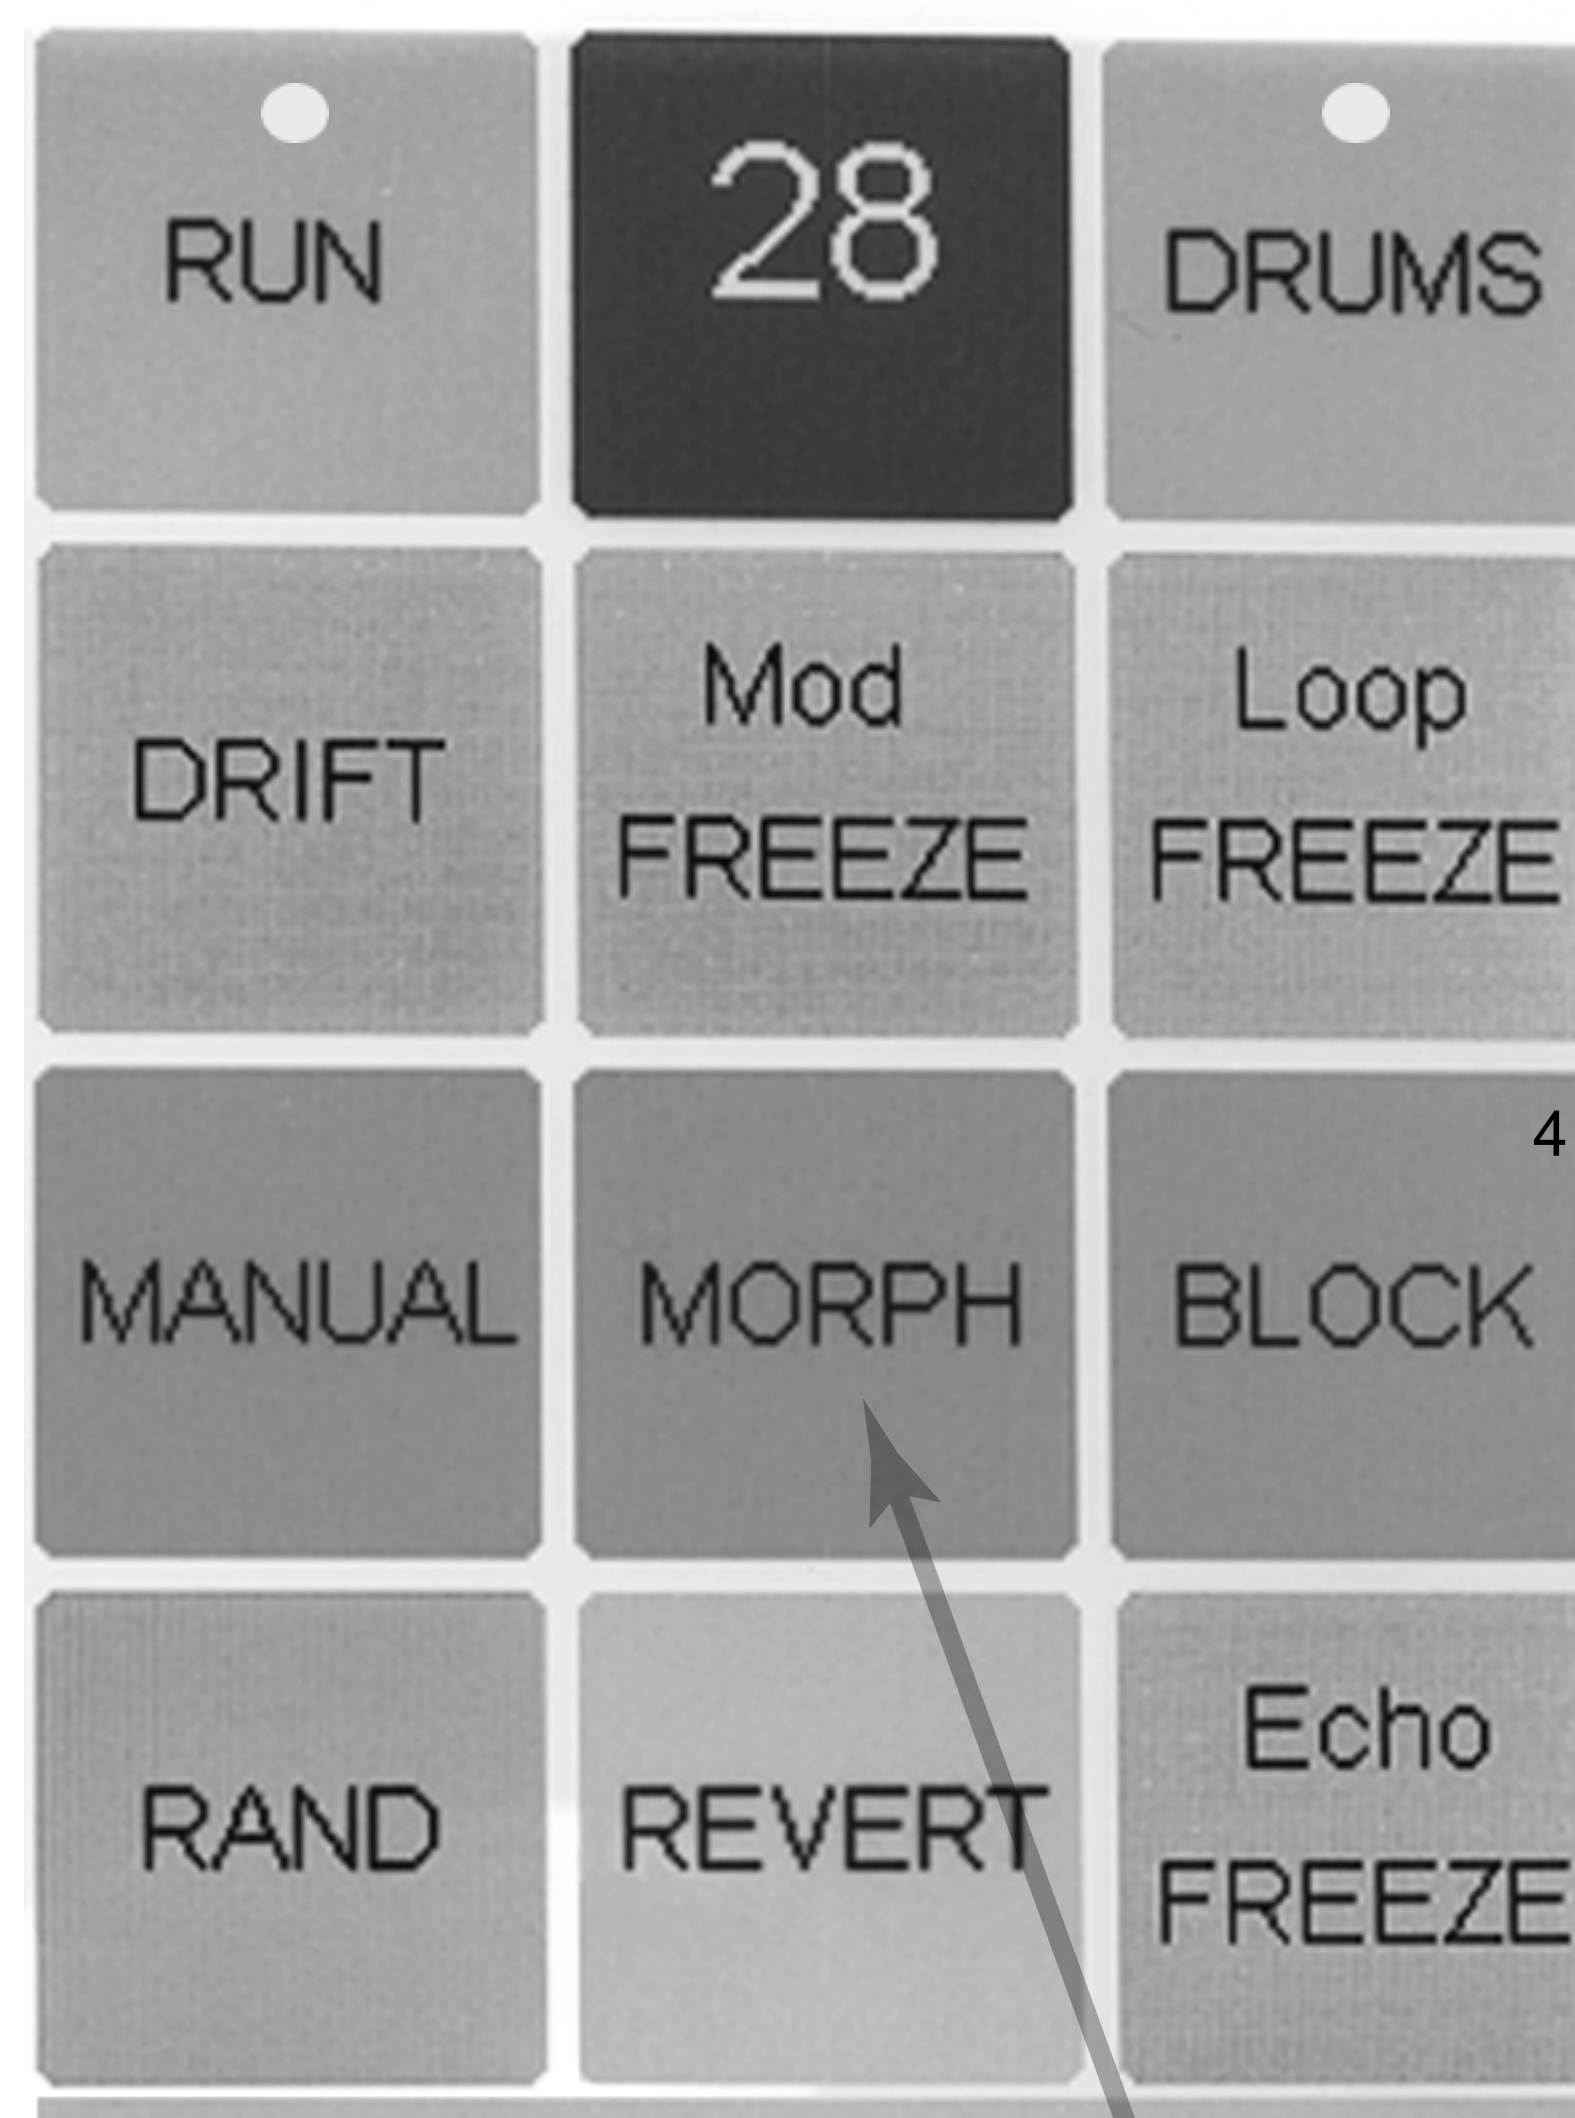 RUN
28
DRUMS
DRIFT
Mod
FREEZE
Loop
FREEZE
4
MANUAL
MORPH
BLOCK
RAND
REVERT
Echo
FREEZE